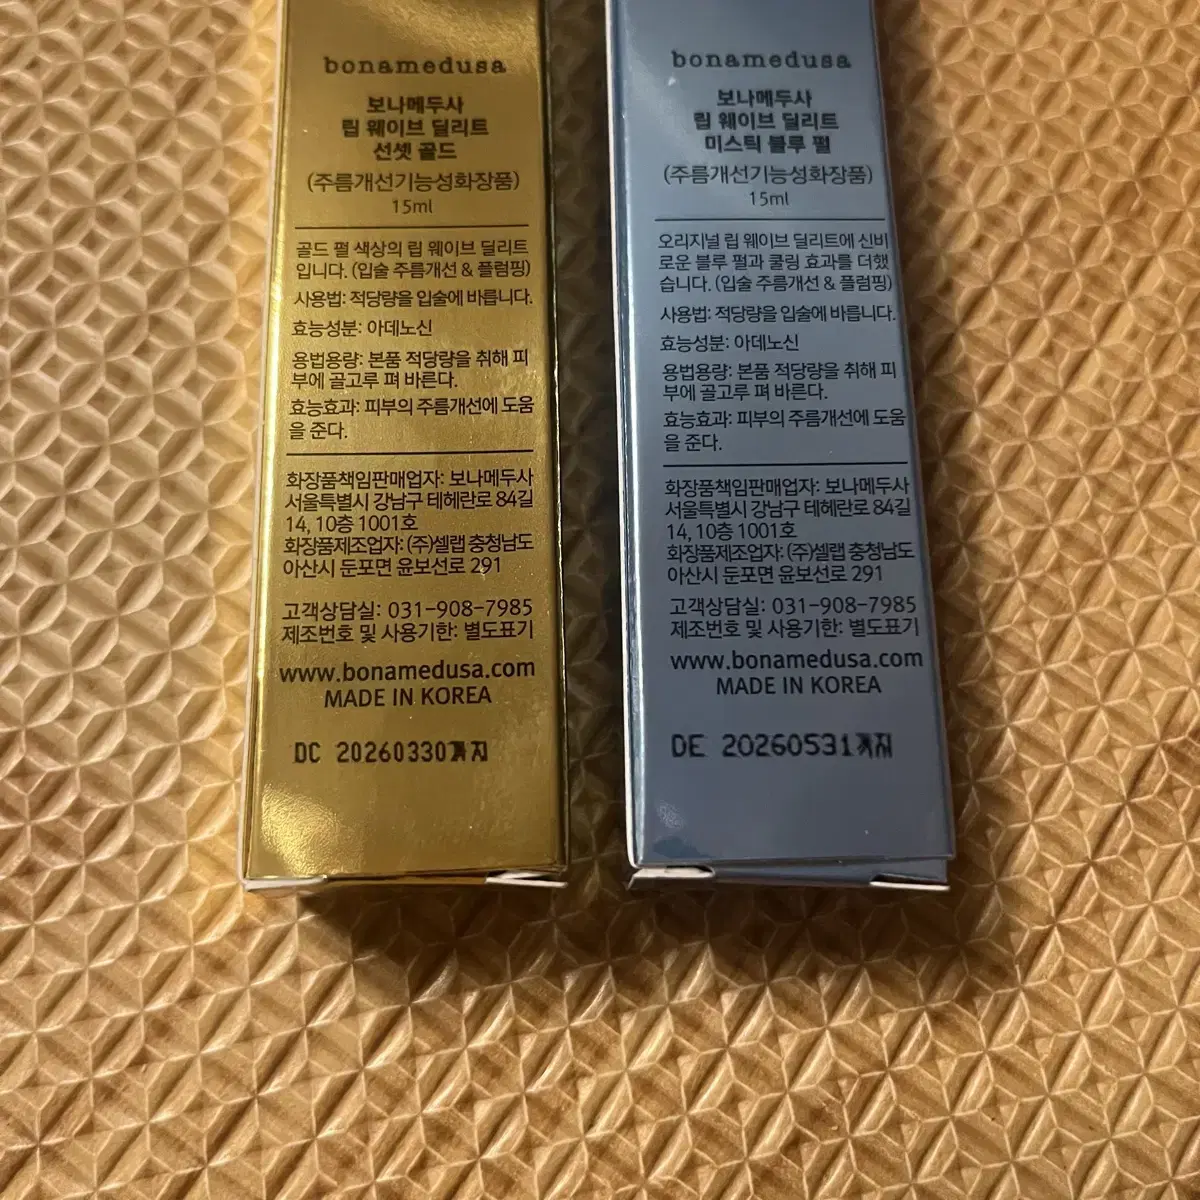 bonamedusa
보나메두사
립 웨이브 딜리트
선셋 골드
(주름개선기능성화장품)
15ml
골드 펄 색상의 립 웨이브 딜리트
입니다. (입술 주름개선 & 플럼핑)
사용법: 적당량을 입술에 바릅니다.
효능성분: 아데노신
용법용량: 본품 적당량을 취해 피
부에 골고루 펴 바른다.
효능효과: 피부의 주름개선에 도움
을 준다.
화장품책임판매업자: 보나메두사
서울특별시 강남구 테헤란로 84길
14, 10층 1001호
화장품제조업자: (주)셀랩 충청남도
아산시 둔포면 윤보선로 291
고객상담실: 031-908-7985
제조번호 및 사용기한: 별도표기
www.bonamedusa.com
MADE IN KOREA
DC 20260330까지
bonamedusa
보나메두사
립 웨이브 딜리트
미스틱 블루 펄
(주름개선기능성화장품)
15ml
오리지널 립 웨이브 딜리트에 신비
로운 블루 펄과 쿨링 효과를 더했
습니다. (입술 주름개선 & 플럼핑)
사용법: 적당량을 입술에 바릅니다.
효능성분: 아데노신
용법용량: 본품 적당량을 취해 피
부에 골고루 펴 바른다.
효능효과: 피부의 주름개선에 도움
을 준다.
화장품책임판매업자: 보나메두사
서울특별시 강남구 테헤란로 84길
14, 10층 1001호
화장품제조업자: (주)셀랩 충청남도
아산시 둔포면 윤보선로 291
고객상담실: 031-908-7985
제조번호 및 사용기한: 별도표기
www.bonamedusa.com
MADE IN KOREA
DE 20260531까지